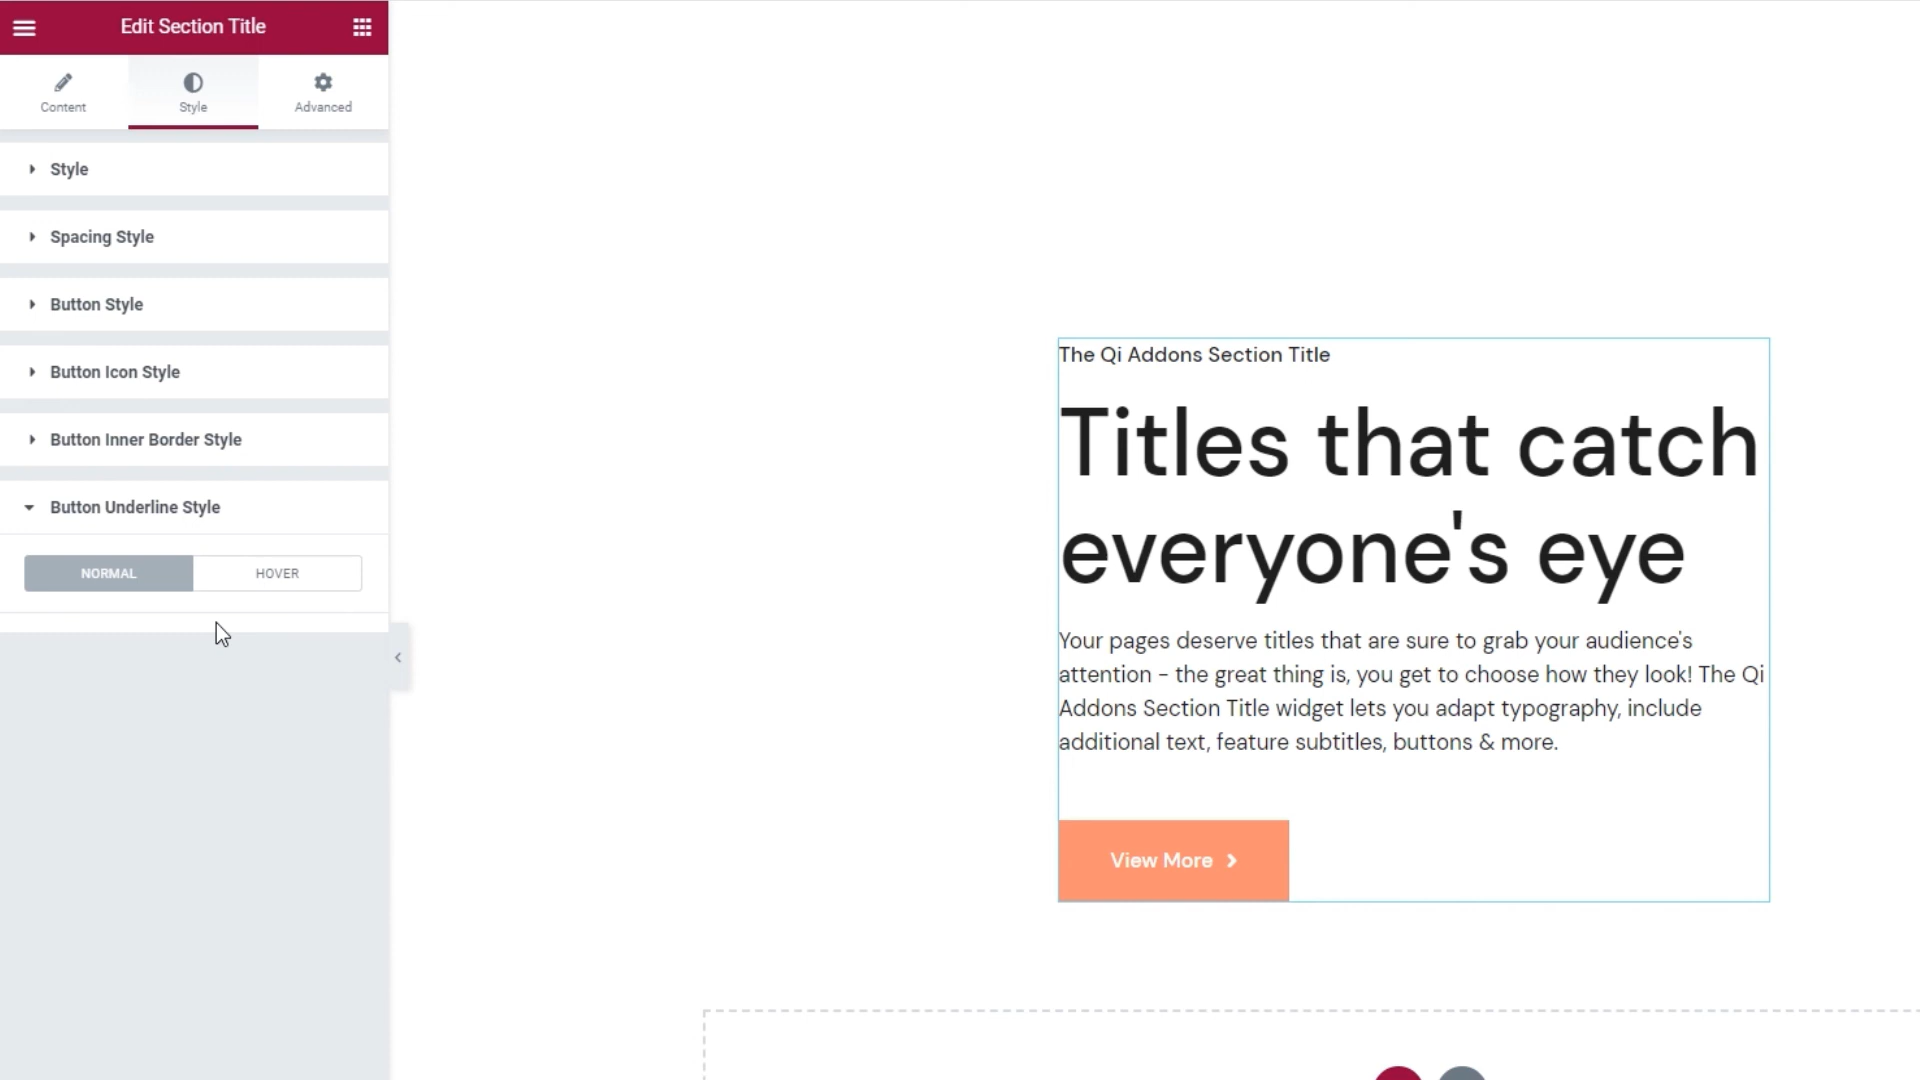 Edit Section Title
Content
Style
Advanced
Style
Spacing Style
Button Style
Button Icon Style
Button Inner Border Style
Button Underline Style
NORMAL
HOVER
The Qi Addons Section Title
Titles that catch
everyone's eye
Your pages deserve titles that are sure to grab your audience's
attention - the great thing is, you get to choose how they look! The Qi
Addons Section Title widget lets you adapt typography, include
additional text, feature subtitles, buttons & more.
View More